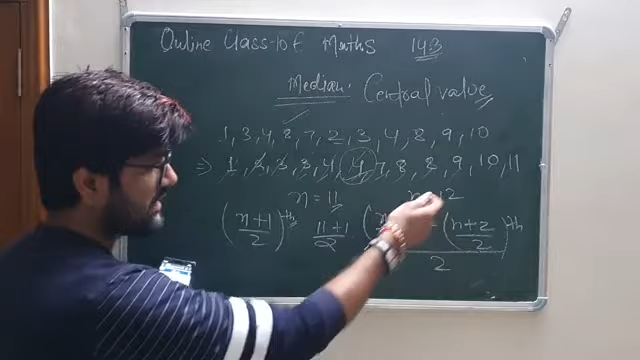 Online Class-10 E Maths 14.3
Median: Central value
1, 3, 4, 8, 7, 2, 3, 4, 8, 9, 10
⇒ 1, 2, 3, 3, 4, 4, 7, 8, 8, 9, 10, 11
n = 11 12
(n+1/2)th 11+1/2 (n+2/2)th
2